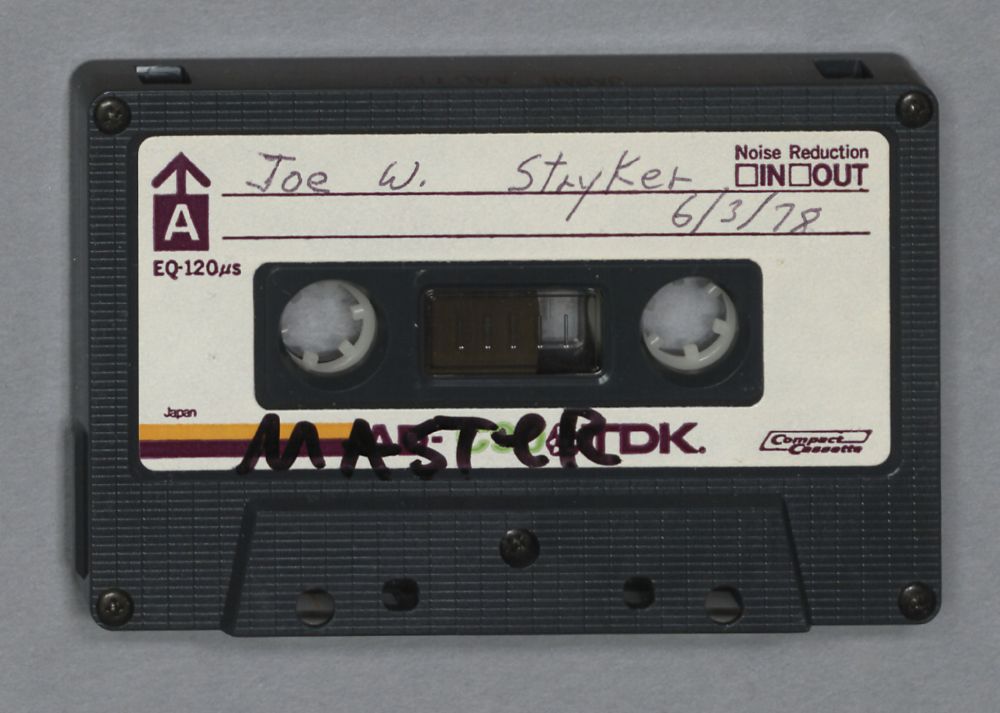 Joe W. Stryker
Noise Reduction
□IN□OUT
6/3/78
A
EQ-120µs
Japan
MASTER
TDK.
Compact
Cassette